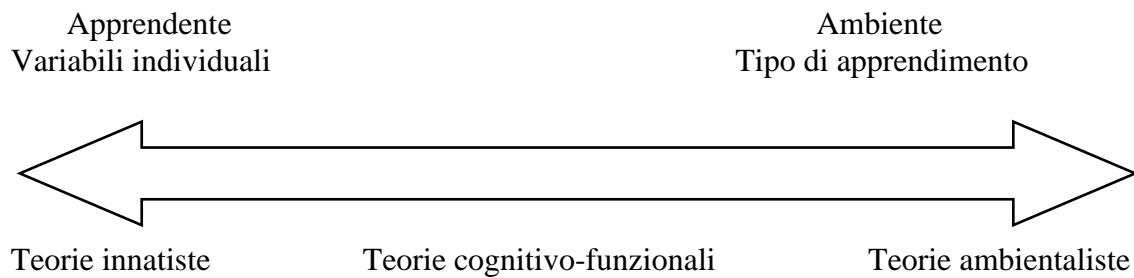 Apprendente
Variabili individuali
Ambiente
Tipo di apprendimento
Teorie innatiste
Teorie cognitivo-funzionali
Teorie ambientaliste